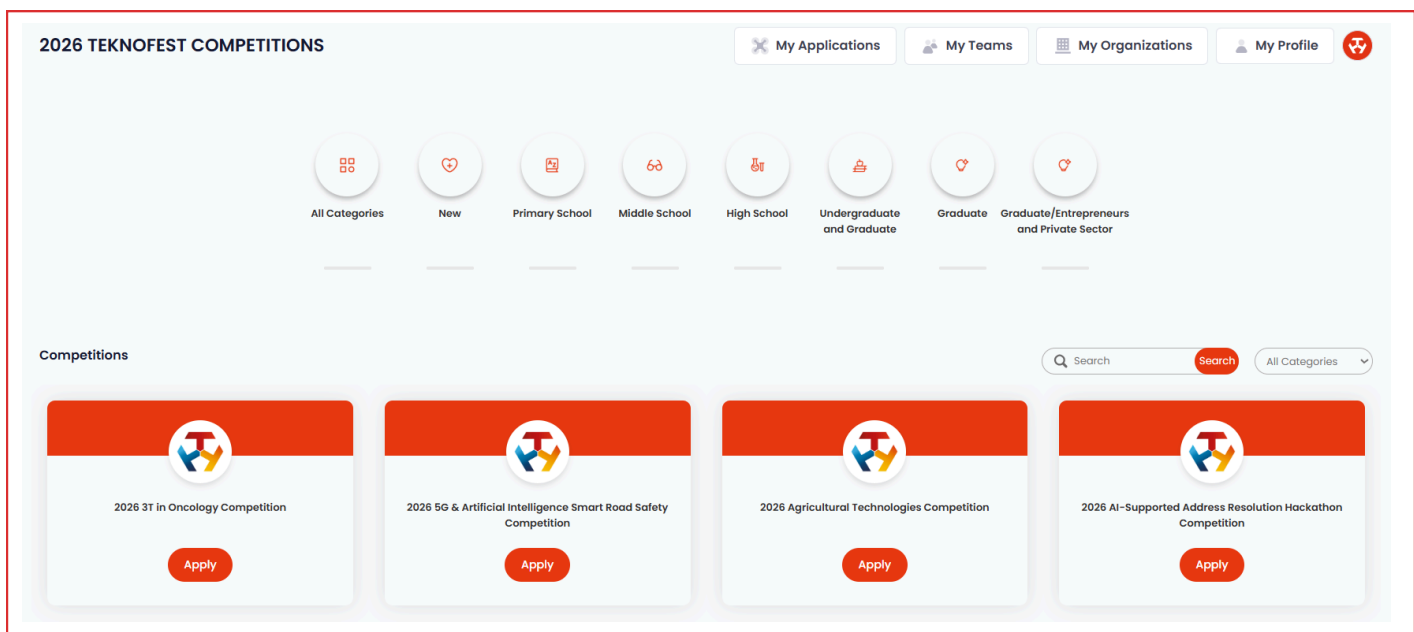 2026 TEKNOFEST COMPETITIONS
My Applications
My Teams
My Organizations
My Profile
All Categories
New
Primary School
Middle School
High School
Undergraduate
and Graduate
Graduate
Graduate/Entrepreneurs
and Private Sector
Competitions
Search
Search
All Categories
2026 3T in Oncology Competition
Apply
2026 5G & Artificial Intelligence Smart Road Safety
Competition
Apply
2026 Agricultural Technologies Competition
Apply
2026 AI-Supported Address Resolution Hackathon
Competition
Apply